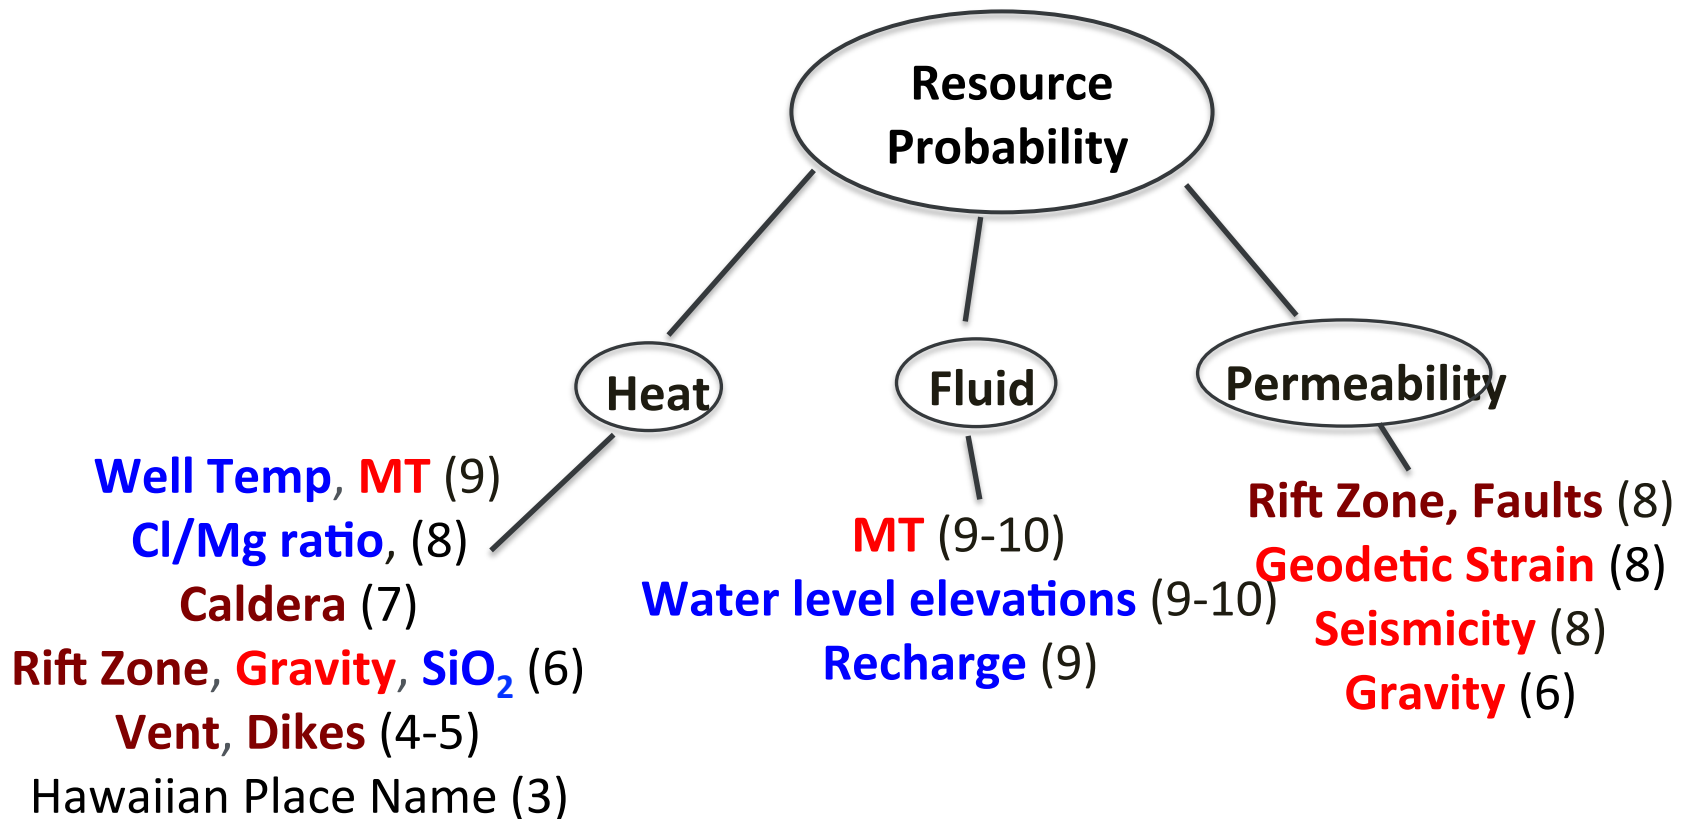 Resource
Probability
Heat
Fluid
Permeability
Well Temp, MT (9)
Cl/Mg ratio, (8)
Caldera (7)
Rift Zone, Gravity, SiO₂ (6)
Vent, Dikes (4-5)
Hawaiian Place Name (3)
MT (9-10)
Water level elevations (9-10)
Recharge (9)
Rift Zone, Faults (8)
Geodetic Strain (8)
Seismicity (8)
Gravity (6)